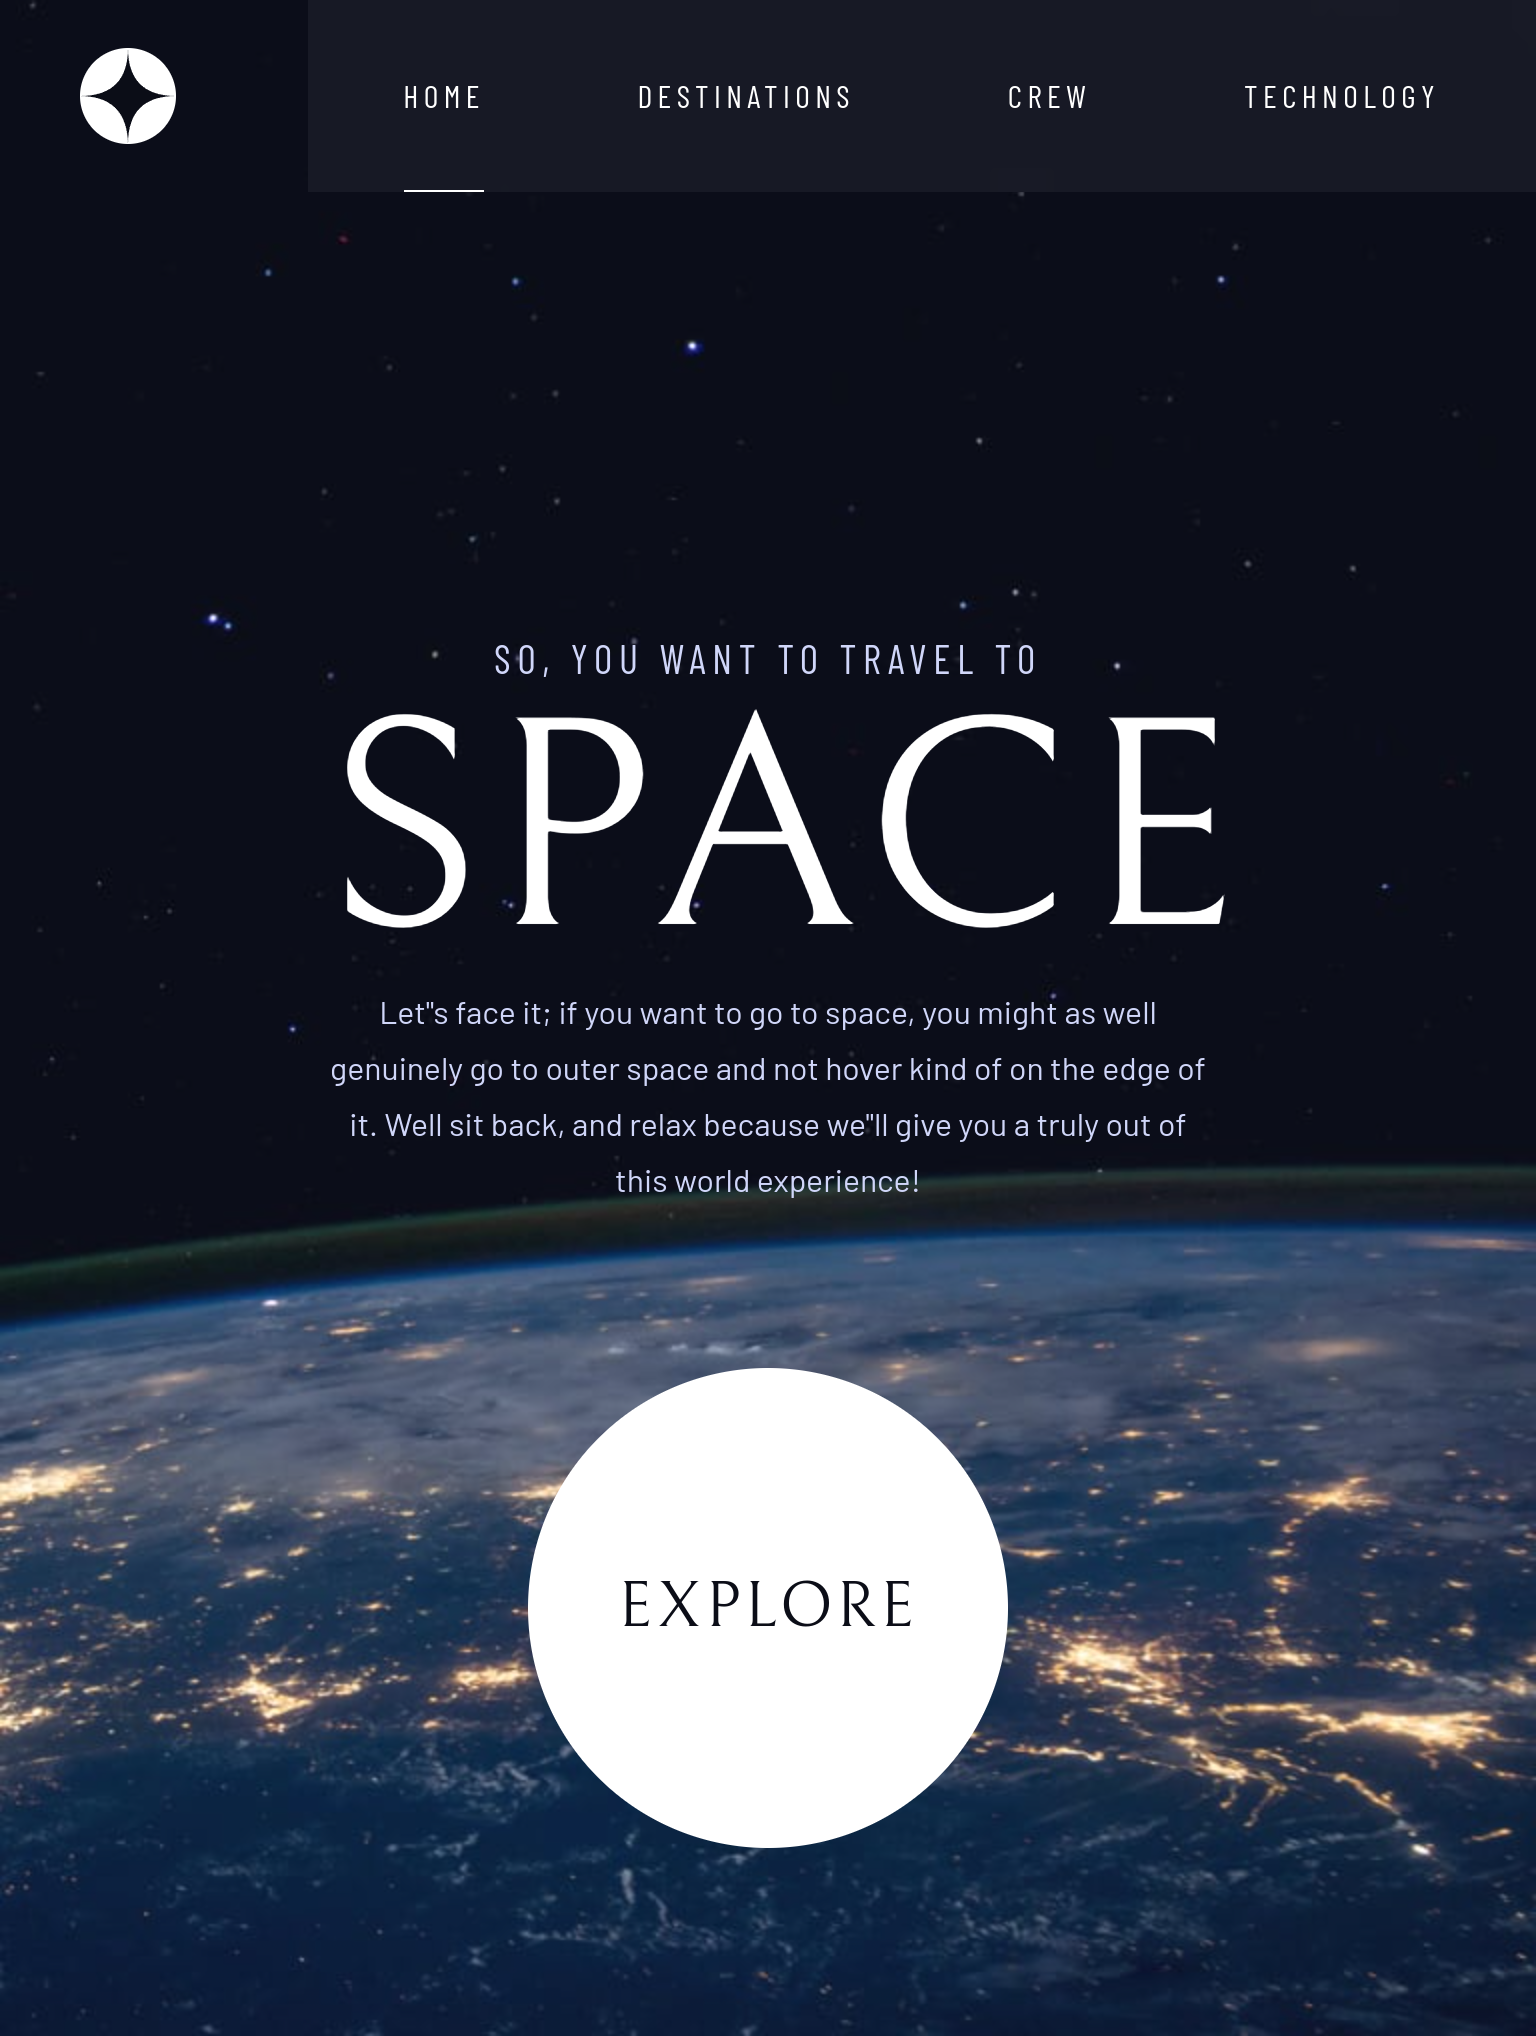 HOME DESTINATIONS CREW TECHNOLOGY
SO, YOU WANT TO TRAVEL TO
SPACE
Let"s face it; if you want to go to space, you might as well
genuinely go to outer space and not hover kind of on the edge of
it. Well sit back, and relax because we"ll give you a truly out of
this world experience!
EXPLORE